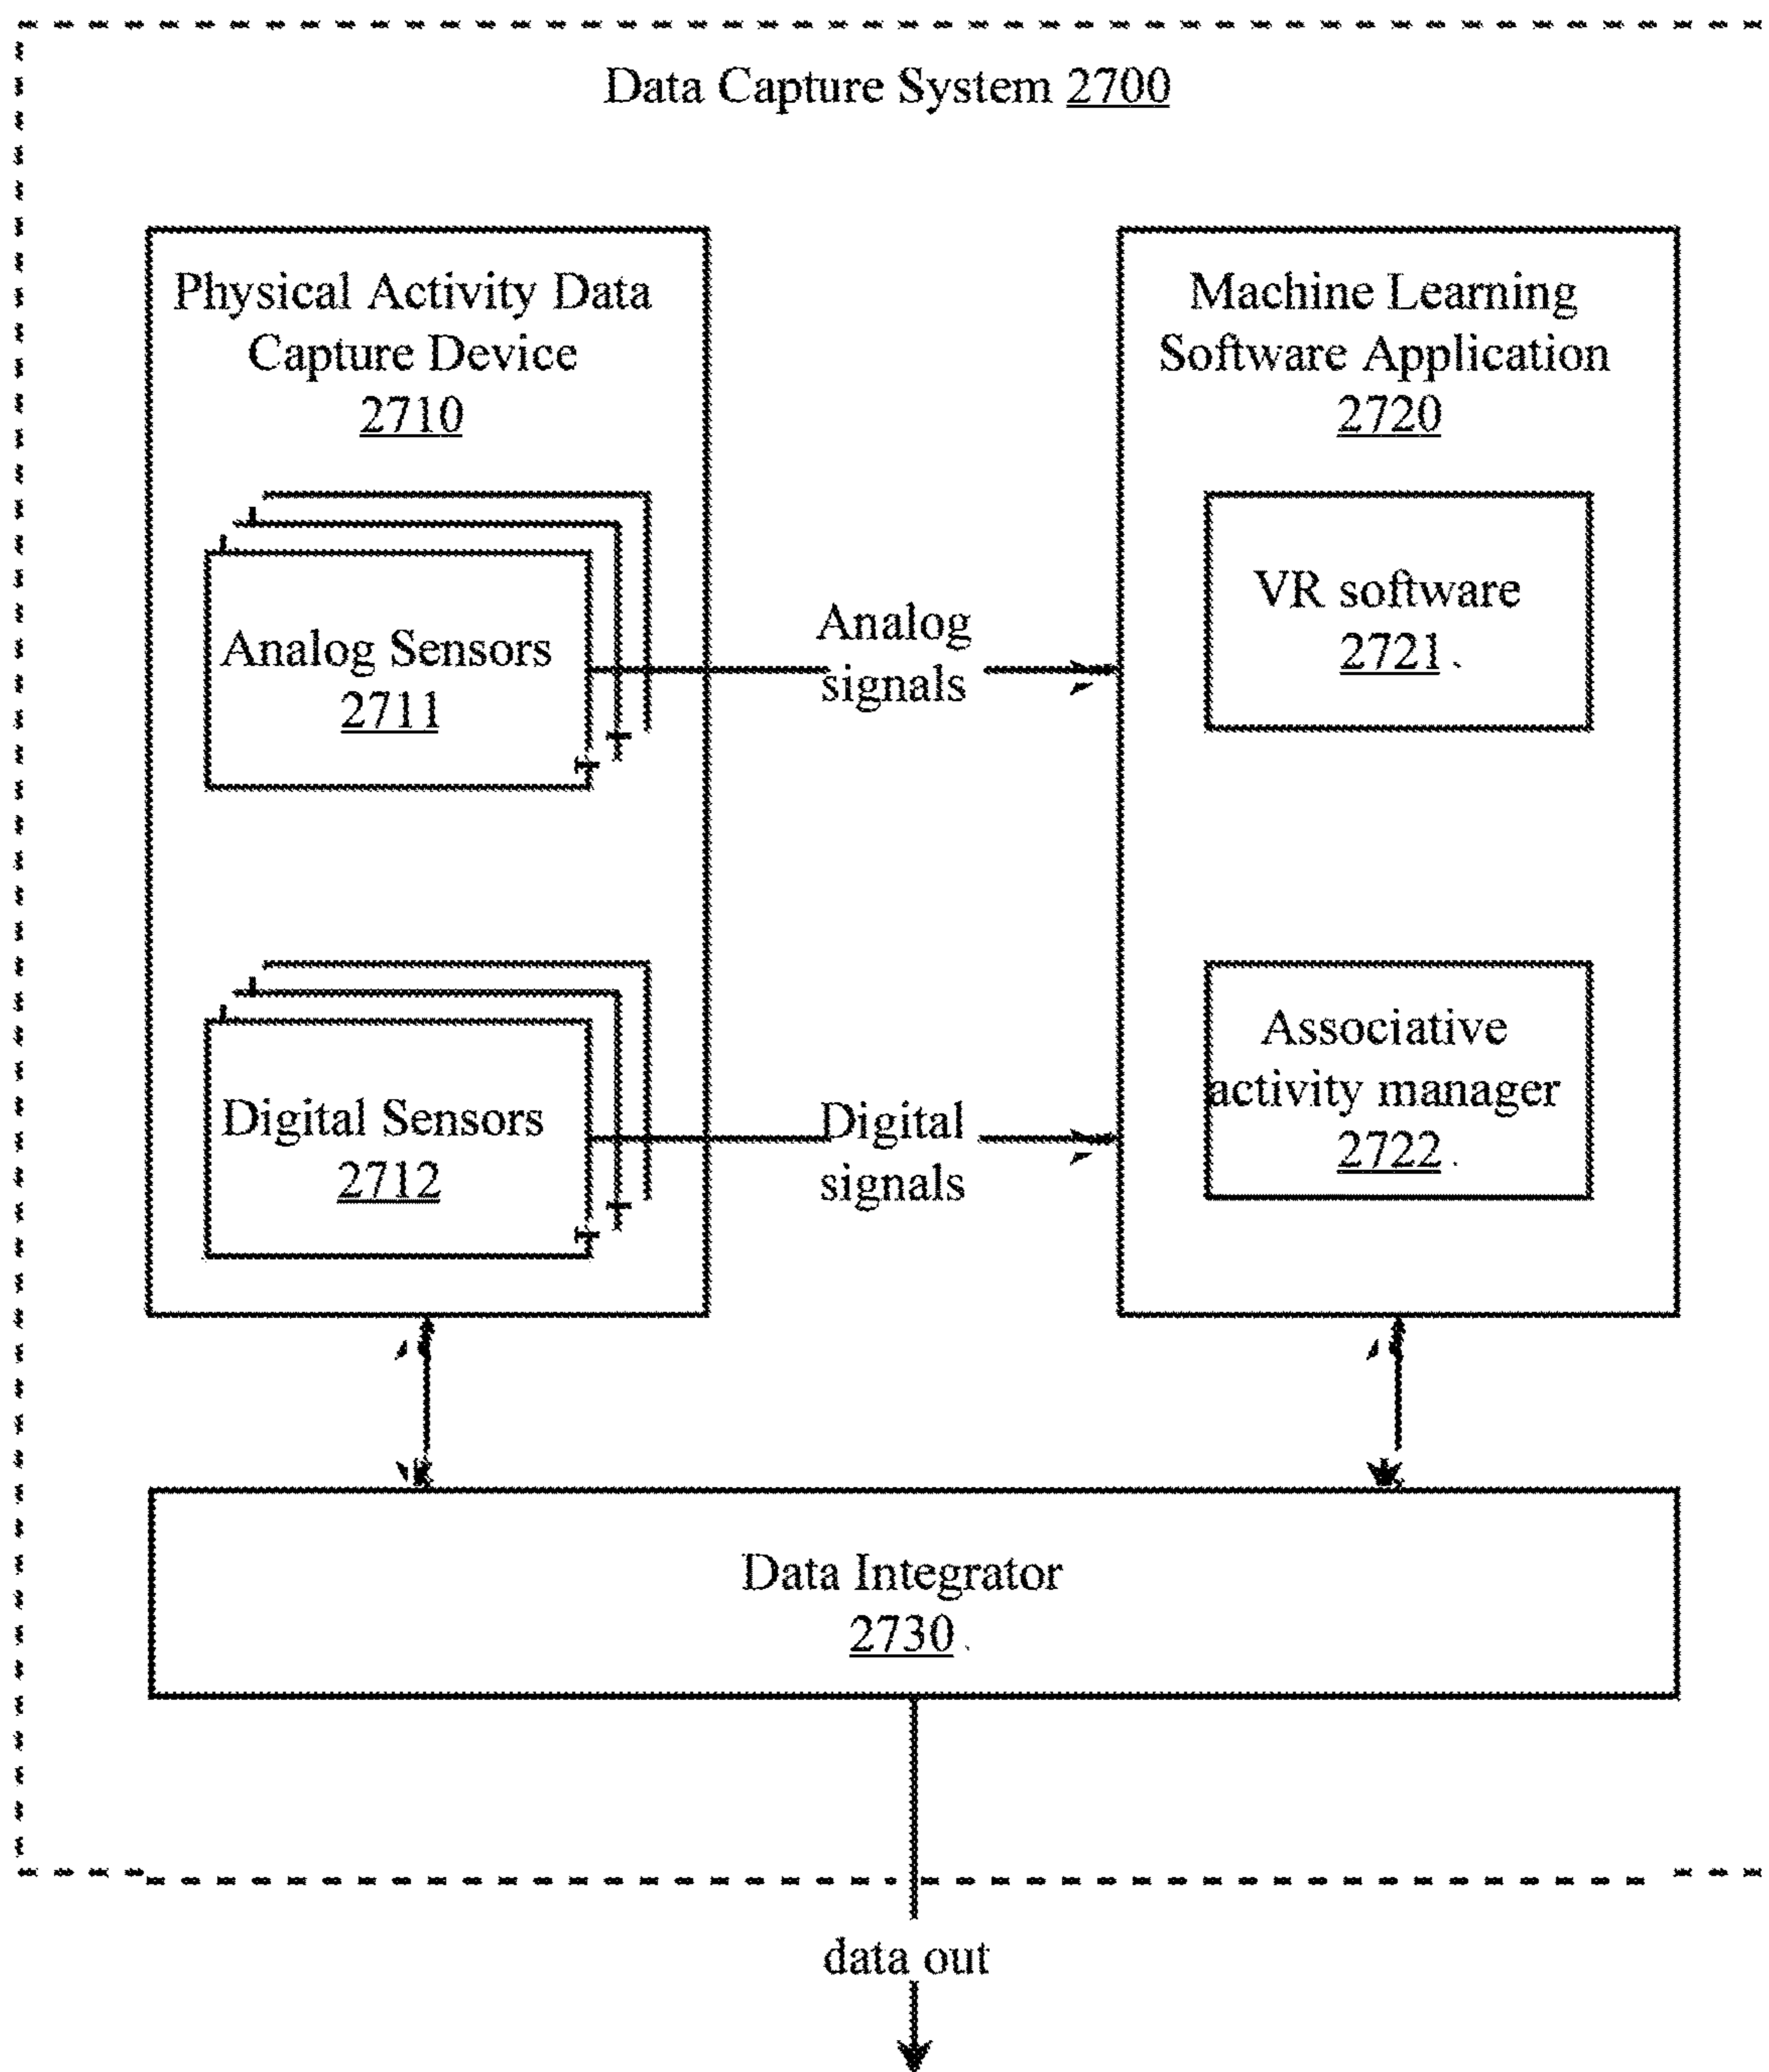 Data Capture System 2700
Physical Activity Data
Capture Device
2710
Machine Learning
Software Application
2720
Analog Sensors
2711
Analog
signals
VR software
2721
Digital Sensors
2712
Digital
signals
Associative
activity manager
2722
Data Integrator
2730
data out